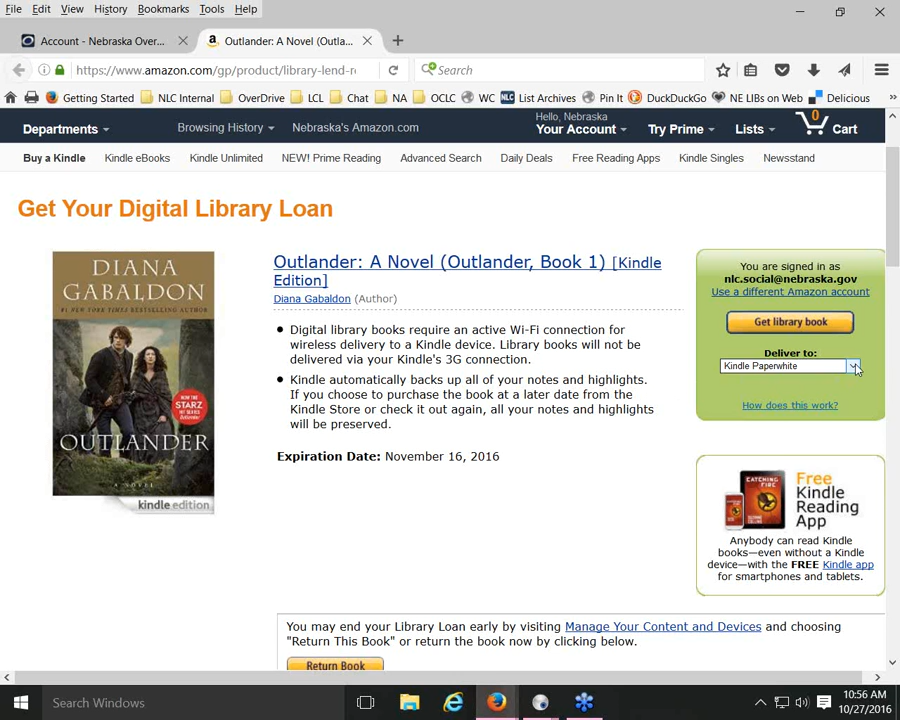 File Edit View History Bookmarks Tools Help
Account - Nebraska Over...
a Outlander: A Novel (Outla...
https://www.amazon.com/gp/product/library-lend-r
Search
Getting Started NLC Internal OverDrive LCL Chat NA OCLC WC NLC List Archives Pin It DuckDuckGo NE LIBs on Web Delicious
Hello, Nebraska
0
Departments Browsing History Nebraska's Amazon.com Your Account Try Prime Lists Cart
Buy a Kindle Kindle eBooks Kindle Unlimited NEW! Prime Reading Advanced Search Daily Deals Free Reading Apps Kindle Singles Newsstand
Get Your Digital Library Loan
DIANA
GABALDON
#1 NEW YORK TIMES BESTSELLING AUTHOR
NOW THE
STARZ
HIT SERIES
OUTLANDER
A NOVEL
kindle edition
Outlander: A Novel (Outlander, Book 1) [Kindle
Edition]
Diana Gabaldon (Author)
Digital library books require an active Wi-Fi connection for
wireless delivery to a Kindle device. Library books will not be
delivered via your Kindle's 3G connection.
Kindle automatically backs up all of your notes and highlights.
If you choose to purchase the book at a later date from the
Kindle Store or check it out again, all your notes and highlights
will be preserved.
Expiration Date: November 16, 2016
You are signed in as
nlc.social@nebraska.gov
Use a different Amazon account
Get library book
Deliver to:
Kindle Paperwhite
How does this work?
CATCHING
FIRE
Free
Kindle
Reading
App
Anybody can read Kindle
books—even without a Kindle
device—with the FREE Kindle app
for smartphones and tablets.
You may end your Library Loan early by visiting Manage Your Content and Devices and choosing
"Return This Book" or return the book now by clicking below.
Return Book
Search Windows
10:56 AM
10/27/2016